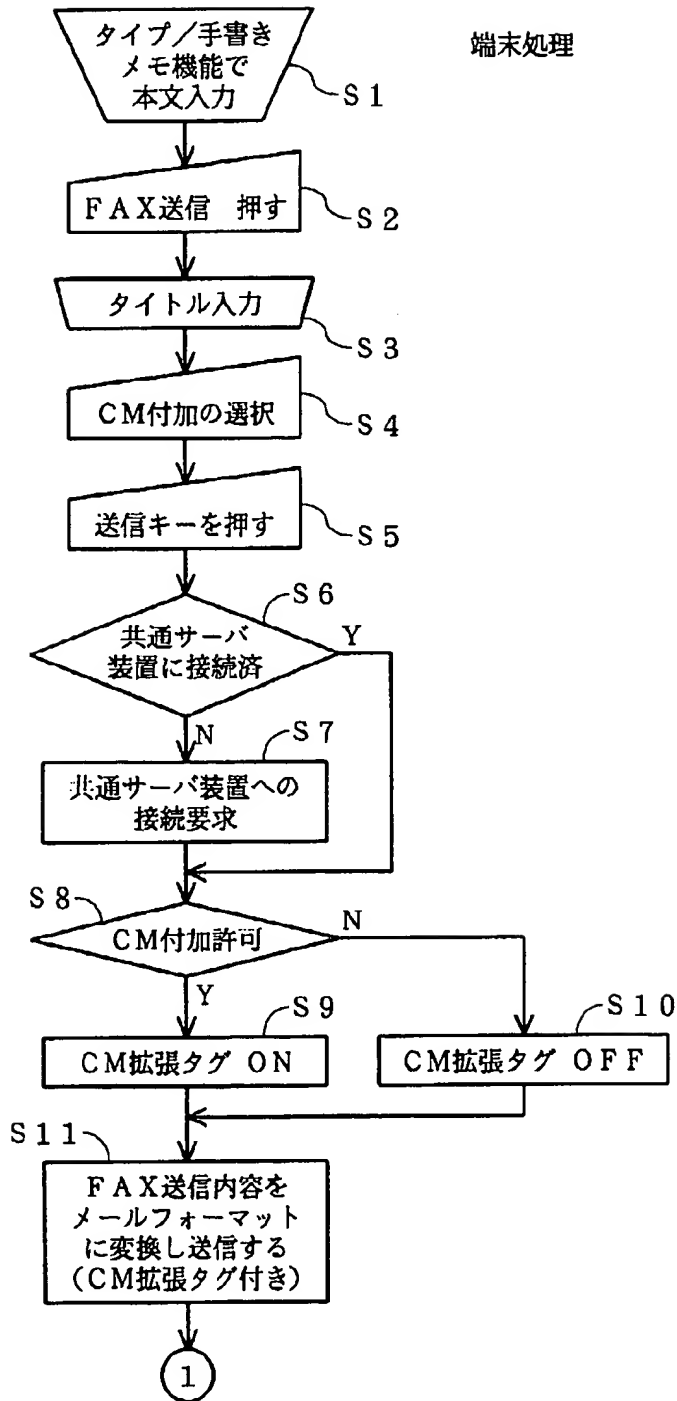 端末処理
タイプ／手書き
メモ機能で
本文入力
S1
FAX送信 押す
S2
タイトル入力
S3
CM付加の選択
S4
送信キーを押す
S5
S6
共通サーバ
装置に接続済
Y
N
S7
共通サーバ装置への
接続要求
S8
CM付加許可
N
Y
S9
CM拡張タグ ON
S10
CM拡張タグ OFF
S11
FAX送信内容を
メールフォーマット
に変換し送信する
（CM拡張タグ付き）
1